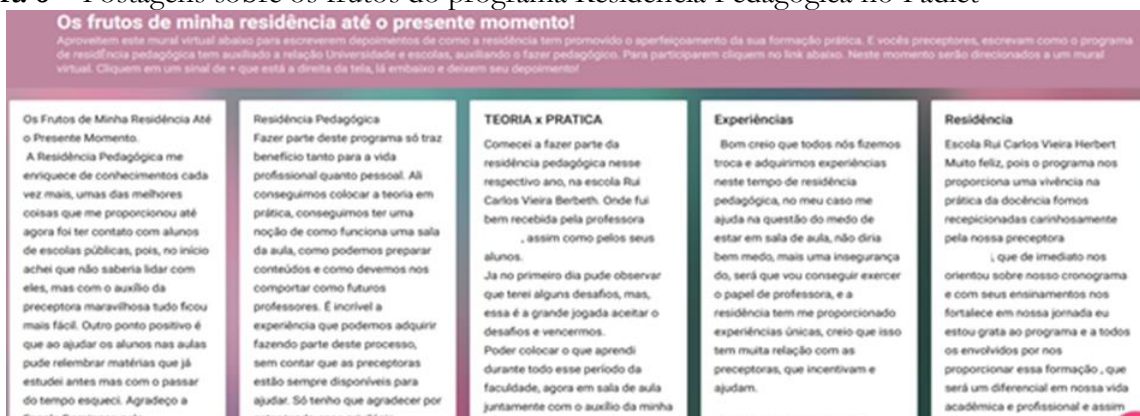 Postagens sobre os frutos do programa Residência Pedagógica no Padlet
Os frutos de minha residência até o presente momento!
Aproveitem este mural virtual abaixo para escreverem depoimentos de como a residência tem promovido o aperfeiçoamento da sua formação prática. E vocês preceptores, escrevam como o programa
de residência pedagógica tem auxiliado a relação Universidade e escolas, auxiliando o fazer pedagógico. Para participarem cliquem no link abaixo. Neste momento serão direcionados a um mural
virtual. Cliquem em um sinal de + que está a direita da tela, lá embaixo e deixem seu depoimento!
Os Frutos de Minha Residência Até
o Presente Momento.
A Residência Pedagógica me
enriquece de conhecimentos cada
vez mais, umas das melhores
coisas que me proporcionou até
agora foi ter contato com alunos
de escolas públicas, pois, no início
achei que não saberia lidar com
eles, mas com o auxílio da
preceptora maravilhosa tudo ficou
mais fácil. Outro ponto positivo é
que ao ajudar os alunos nas aulas
pude relembrar matérias que já
estudei antes mas com o passar
do tempo esqueci. Agradeço a
Residência Pedagógica
Fazer parte deste programa só traz
benefício tanto para a vida
profissional quanto pessoal. Ali
conseguimos colocar a teoria em
prática, conseguimos ter uma
noção de como funciona uma sala
da aula, como podemos preparar
conteúdos e como devemos nos
comportar como futuros
professores. É incrível a
experiência que podemos adquirir
fazendo parte deste processo,
sem contar que as preceptoras
estão sempre disponíveis para
ajudar. Só tenho que agradecer por
TEORIA x PRATICA
Comecei a fazer parte da
residência pedagógica nesse
respectivo ano, na escola Rui
Carlos Vieira Berbeth. Onde fui
bem recebida pela professora
, assim como pelos seus
alunos.
Ja no primeiro dia pude observar
que terei alguns desafios, mas,
essa é a grande jogada aceitar o
desafios e vencermos.
Poder colocar o que aprendi
durante todo esse período da
faculdade, agora em sala de aula
juntamente com o auxílio da minha
Experiências
Bom creio que todos nós fizemos
troca e adquirimos experiências
neste tempo de residência
pedagógica, no meu caso me
ajuda na questão do medo de
estar em sala de aula, não diria
bem medo, mais uma insegurança
do, será que vou conseguir exercer
o papel de professora, e a
residência tem me proporcionado
experiências únicas, creio que isso
tem muita relação com as
preceptoras, que incentivam e
ajudam.
Residência
Escola Rui Carlos Vieira Herbert
Muito feliz, pois o programa nos
proporciona uma vivência na
prática da docência fomos
recepicionadas carinhosamente
pela nossa preceptora
, que de imediato nos
orientou sobre nosso cronograma
e com seus ensinamentos nos
fortalece em nossa jornada eu
estou grata ao programa e a todos
os envolvidos por nos
proporcionar essa formação , que
será um diferencial em nossa vida
acadêmica e profissional e assim